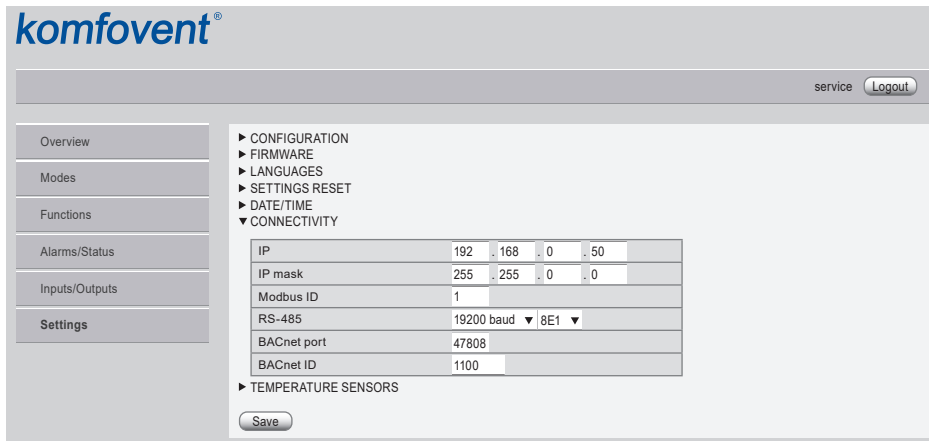 komfovent®
service Logout
Overview
Modes
Functions
Alarms/Status
Inputs/Outputs
Settings
► CONFIGURATION
► FIRMWARE
► LANGUAGES
► SETTINGS RESET
► DATE/TIME
▼ CONNECTIVITY
IP 192 . 168 . 0 . 50
IP mask 255 . 255 . 0 . 0
Modbus ID 1
RS-485 19200 baud ▼ 8E1 ▼
BACnet port 47808
BACnet ID 1100
► TEMPERATURE SENSORS
Save